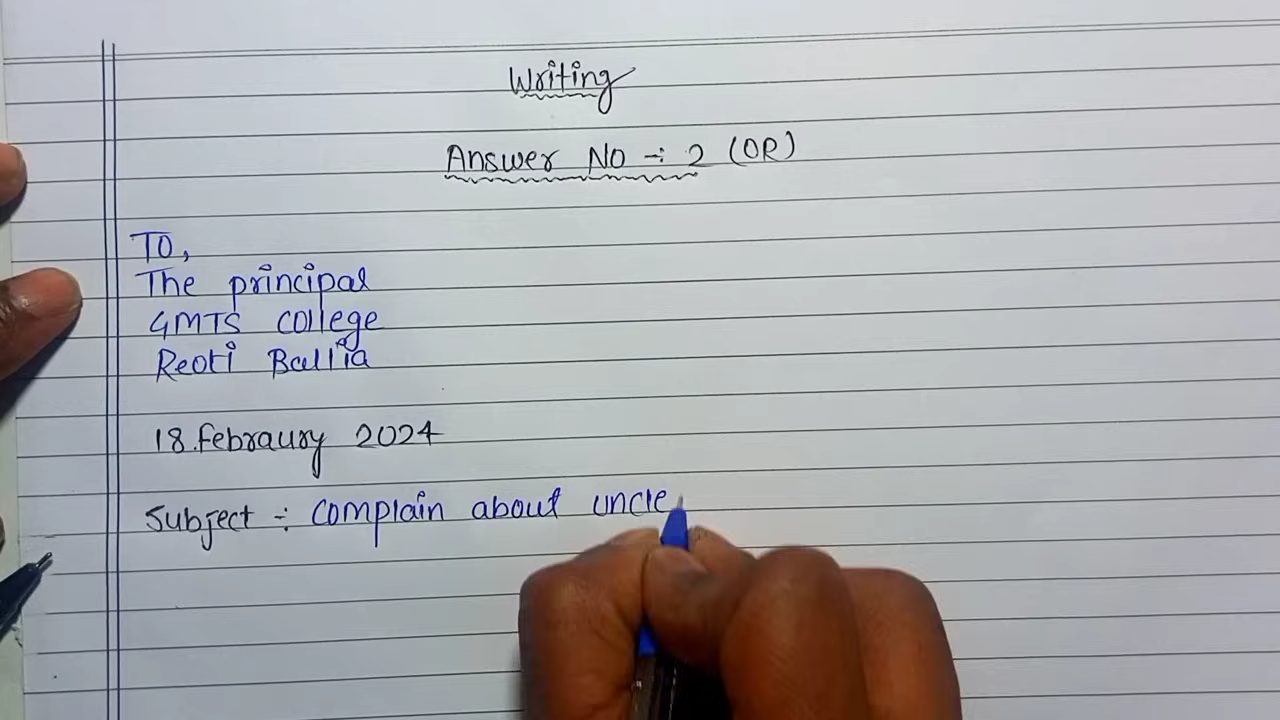 Writing
Answer NO -: 2 (OR)
TO,
The principal
GMTS College
Reoti Ballia
18.Febraury 2024
Subject -: Complain about uncle